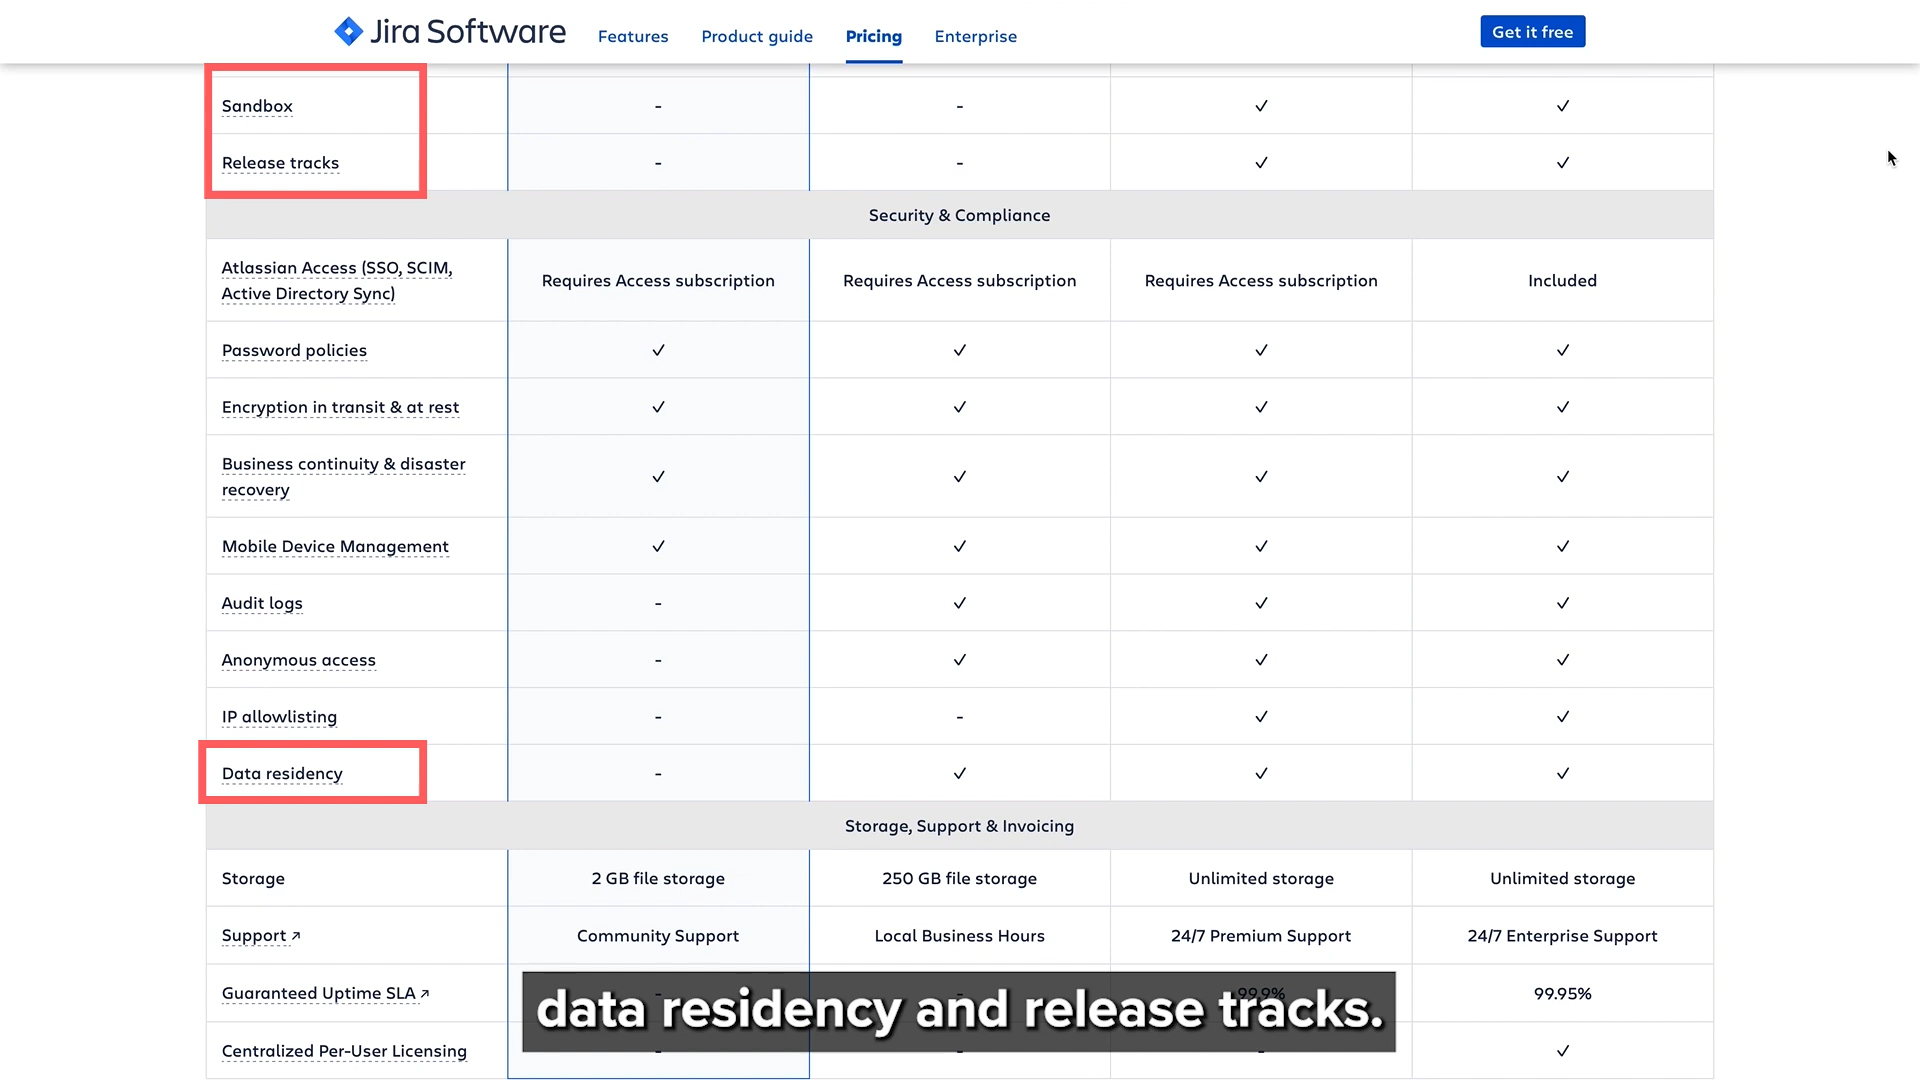 Jira Software Features Product guide Pricing Enterprise Get it free
Sandbox - - ✓ ✓
Release tracks - - ✓ ✓
Security & Compliance
Atlassian Access (SSO, SCIM,
Active Directory Sync) Requires Access subscription Requires Access subscription Requires Access subscription Included
Password policies ✓ ✓ ✓ ✓
Encryption in transit & at rest ✓ ✓ ✓ ✓
Business continuity & disaster
recovery ✓ ✓ ✓ ✓
Mobile Device Management ✓ ✓ ✓ ✓
Audit logs - ✓ ✓ ✓
Anonymous access - ✓ ✓ ✓
IP allowlisting - - ✓ ✓
Data residency - ✓ ✓ ✓
Storage, Support & Invoicing
Storage 2 GB file storage 250 GB file storage Unlimited storage Unlimited storage
Support ↗ Community Support Local Business Hours 24/7 Premium Support 24/7 Enterprise Support
Guaranteed Uptime SLA ↗ - - 99.9% 99.95%
data residency and release tracks.
Centralized Per-User Licensing - - - ✓